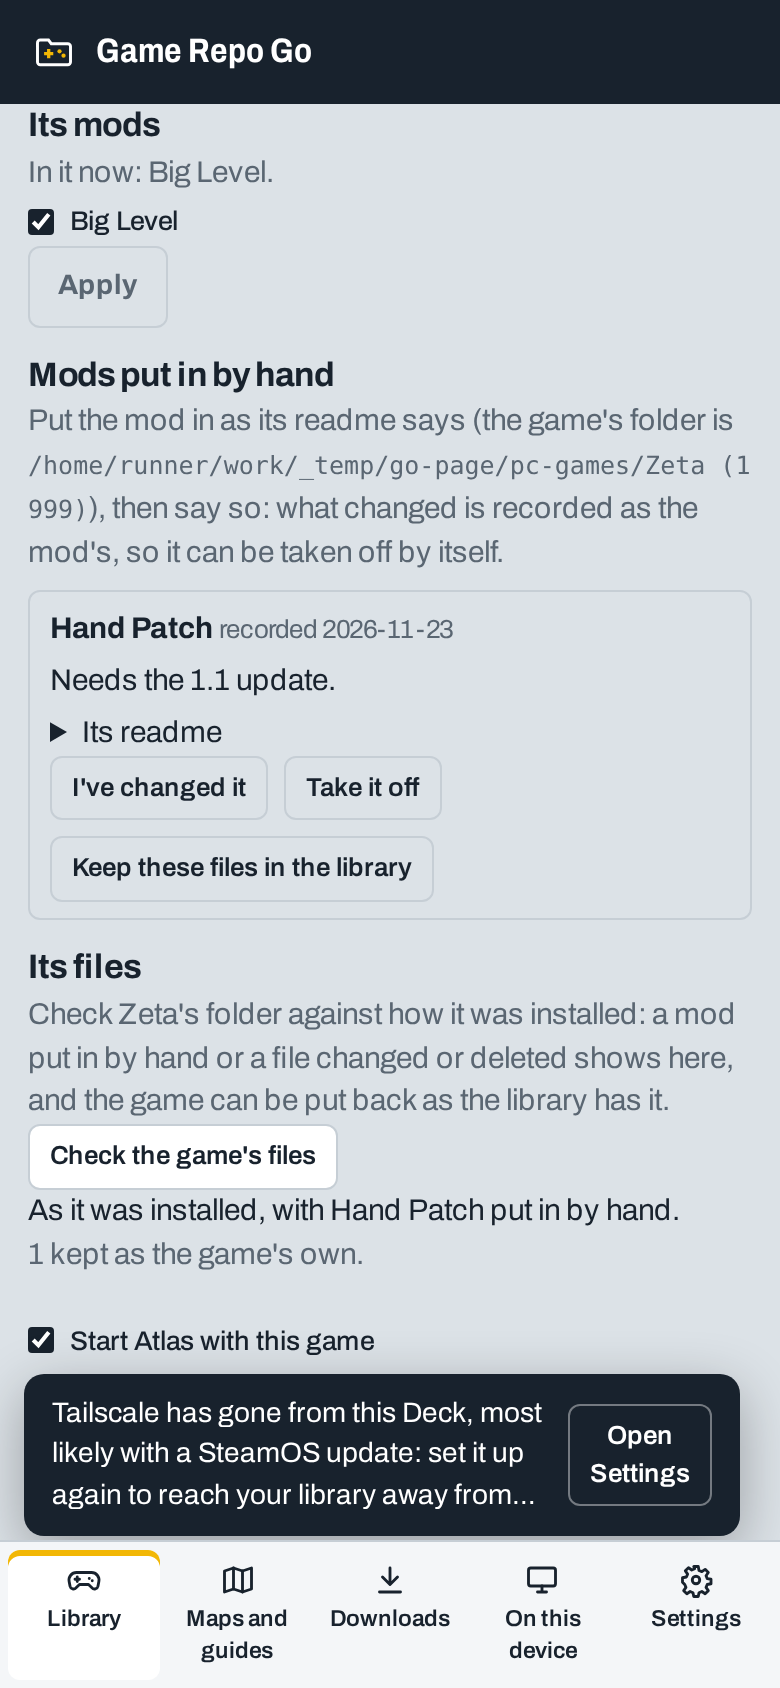 Game Repo Go
Its mods
In it now: Big Level.
Big Level
Apply
Mods put in by hand
Put the mod in as its readme says (the game's folder is
/home/runner/work/_temp/go-page/pc-games/Zeta (1
999)), then say so: what changed is recorded as the
mod's, so it can be taken off by itself.
Hand Patch recorded 2026-11-23
Needs the 1.1 update.
Its readme
I've changed it
Take it off
Keep these files in the library
Its files
Check Zeta's folder against how it was installed: a mod
put in by hand or a file changed or deleted shows here,
and the game can be put back as the library has it.
Check the game's files
As it was installed, with Hand Patch put in by hand.
1 kept as the game's own.
Start Atlas with this game
Tailscale has gone from this Deck, most
likely with a SteamOS update: set it up
again to reach your library away from...
Open
Settings
Library
Maps and
guides
Downloads
On this
device
Settings